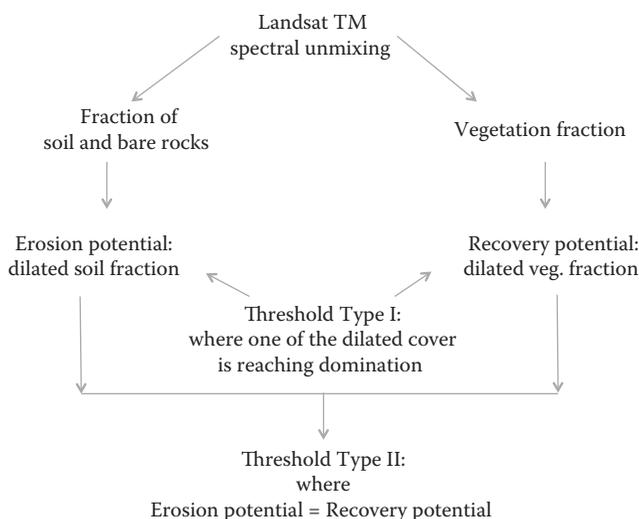 Landsat TM
spectral unmixing
Fraction of
soil and bare rocks
Vegetation fraction
Erosion potential:
dilated soil fraction
Recovery potential:
dilated veg. fraction
Threshold Type I:
where one of the dilated cover
is reaching domination
Threshold Type II:
where
Erosion potential = Recovery potential